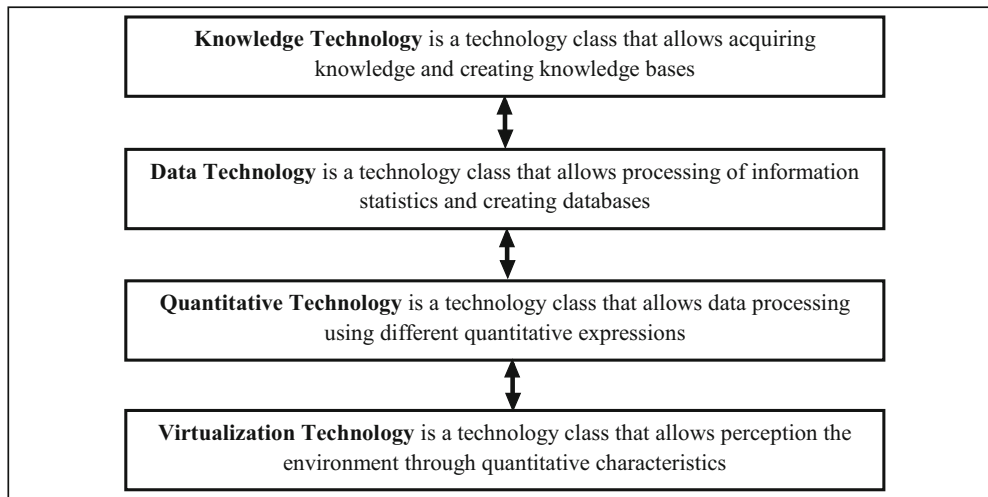 Knowledge Technology is a technology class that allows acquiring
knowledge and creating knowledge bases
Data Technology is a technology class that allows processing of information
statistics and creating databases
Quantitative Technology is a technology class that allows data processing
using different quantitative expressions
Virtualization Technology is a technology class that allows perception the
environment through quantitative characteristics